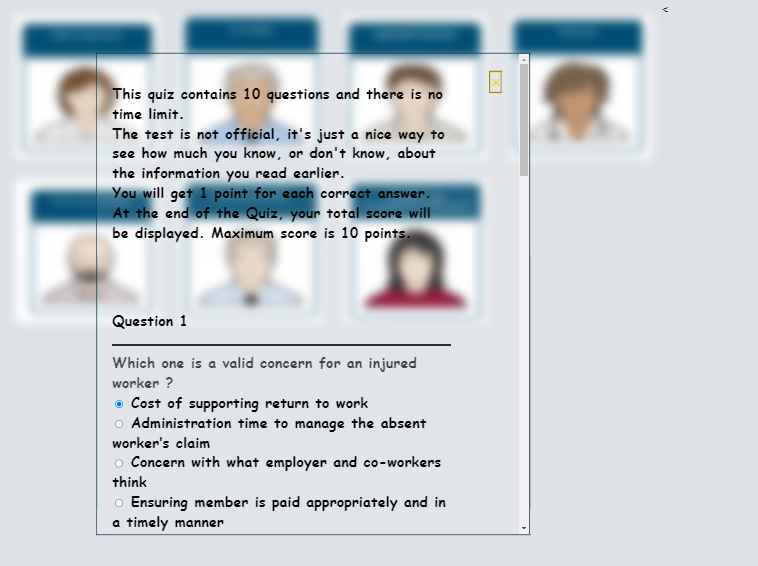 <
This quiz contains 10 questions and there is no
time limit.
The test is not official, it's just a nice way to
see how much you know, or don't know, about
the information you read earlier.
You will get 1 point for each correct answer.
At the end of the Quiz, your total score will
be displayed. Maximum score is 10 points.
Question 1
Which one is a valid concern for an injured
worker ?
Cost of supporting return to work
Administration time to manage the absent
worker's claim
Concern with what employer and co-workers
think
Ensuring member is paid appropriately and in
a timely manner